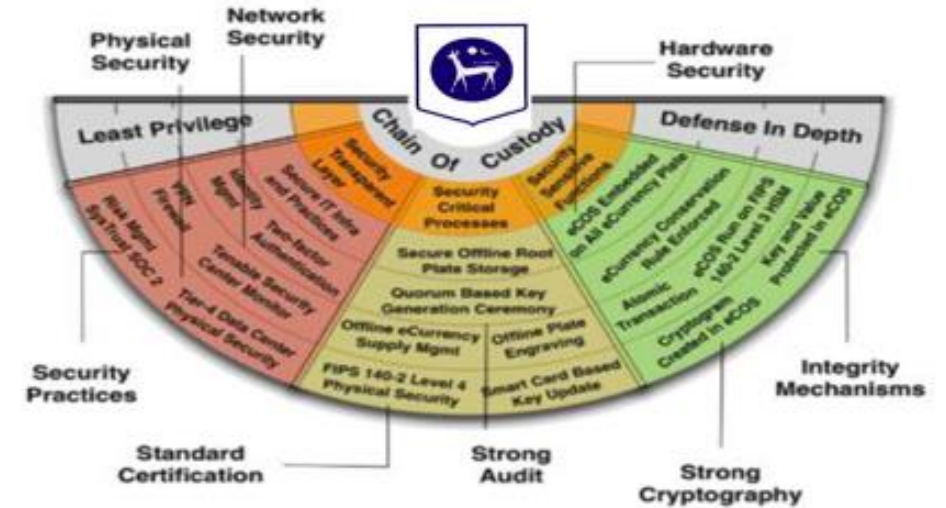 Network
Security
Physical
Security
Hardware
Security
Least Privilege
Chain Of Custody
Defense In Depth
Security
Transparent
Layer
Security
Critical
Processes
Security
Sensitive
Functions
Secure IT Infra
and Practices
Identity
Mgmt
Two-factor
Authentication
VPN
Firewall
Tenable Security
Center Monitor
Risk Mgmt
SysTrust SOC 2
Tier-4 Data Center
Physical Security
Secure Offline Root
Plate Storage
Quorum Based Key
Generation Ceremony
Offline eCurrency
Supply Mgmt
Offline Plate
Engraving
FIPS 140-2 Level 4
Physical Security
Smart Card Based
Key Update
eCOS Embedded
on All eCurrency Plate
eCurrency Conservation
Rule Enforced
eCOS Run on FIPS
140-2 Level 3 HSM
Key and Value
Protected in eCOS
Atomic
Transaction
Cryptogram
Created in eCOS
Security
Practices
Integrity
Mechanisms
Standard
Certification
Strong
Audit
Strong
Cryptography